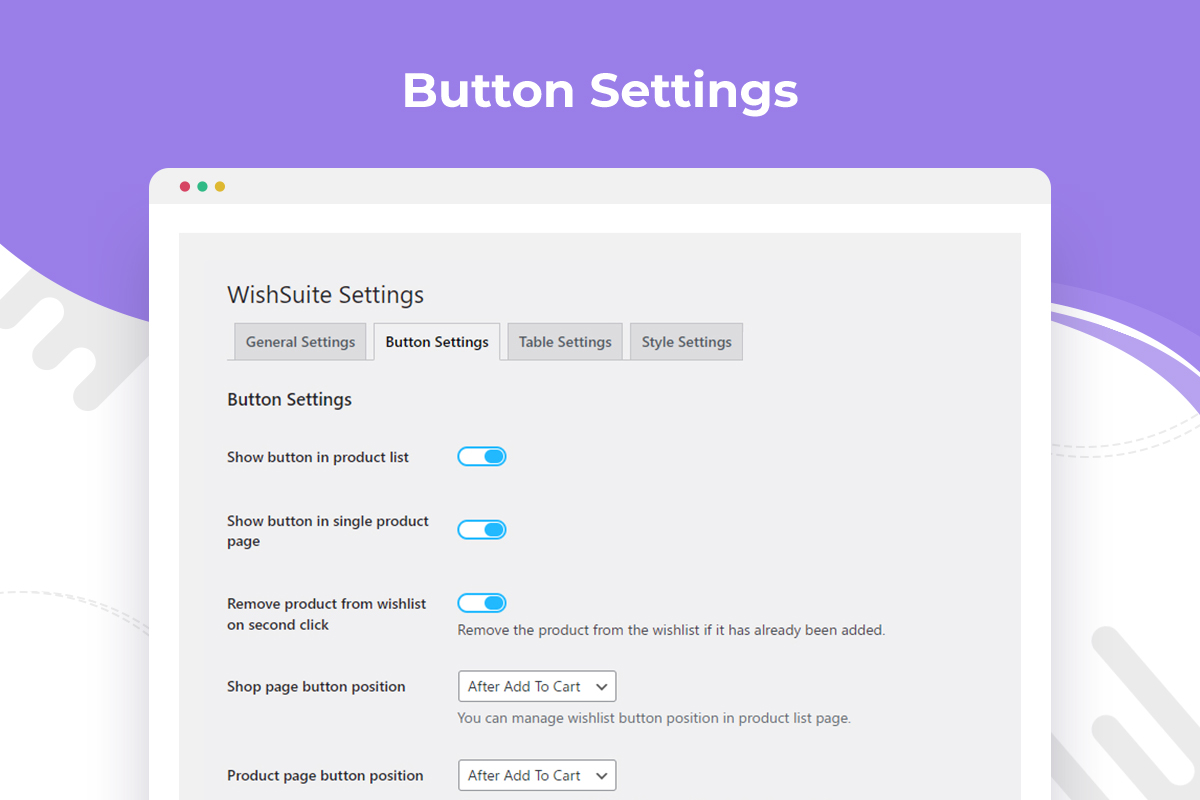 Button Settings
WishSuite Settings
General Settings
Button Settings
Table Settings
Style Settings
Button Settings
Show button in product list
Show button in single product
page
Remove product from wishlist
on second click
Remove the product from the wishlist if it has already been added.
Shop page button position
After Add To Cart
You can manage wishlist button position in product list page.
Product page button position
After Add To Cart